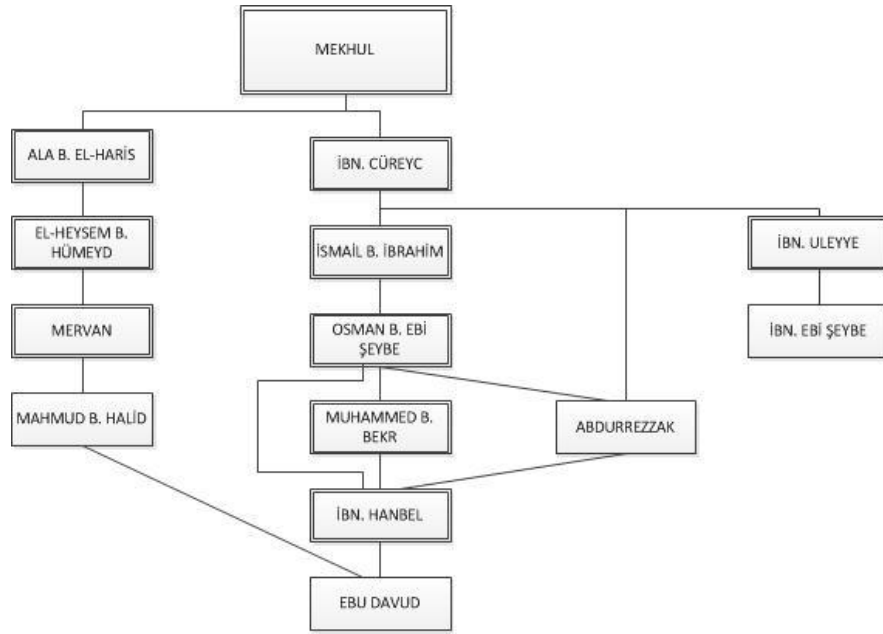 MEKHUL
ALA B. EL-HARİS
İBN. CÜREYC
EL-HEYSEM B.
HÜMEYD
İSMAİL B. İBRAHİM
İBN. ULEYYE
MERVAN
OSMAN B. EBİ
ŞEYBE
İBN. EBİ ŞEYBE
MAHMUD B. HALİD
MUHAMMED B.
BEKR
ABDURREZZAK
İBN. HANBEL
EBU DAVUD